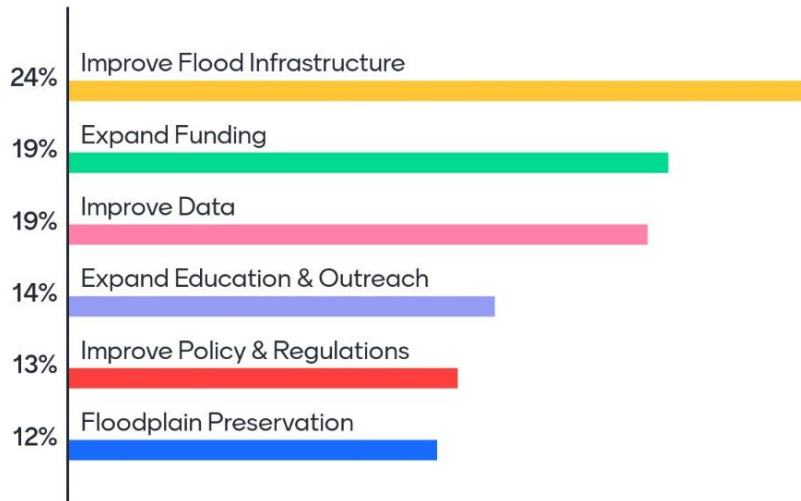 Improve Flood Infrastructure
24%
Expand Funding
19%
Improve Data
19%
Expand Education & Outreach
14%
Improve Policy & Regulations
13%
Floodplain Preservation
12%